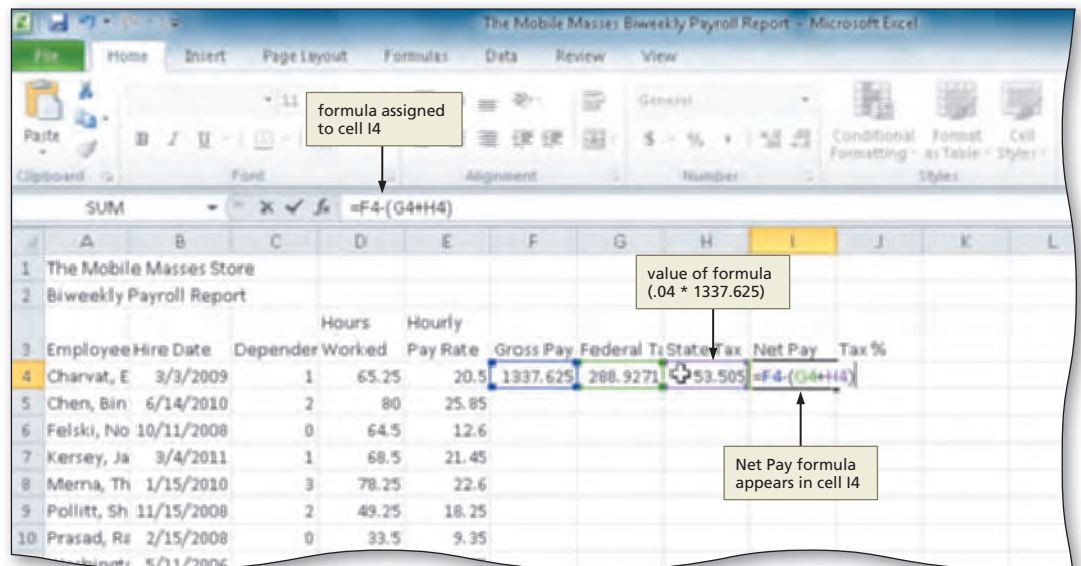 The Mobile Masses Biweekly Payroll Report - Microsoft Excel
File Home Insert Page Layout Formulas Data Review View
formula assigned
to cell I4
11
General
Paste
B I U
$ - % ,
Conditional Formatting
Format as Table
Cell Styles
Clipboard Font Alignment Number Styles
SUM fx =F4-(G4+H4)
A B C D E F G H I J K L
value of formula
(.04 * 1337.625)
1 The Mobile Masses Store
2 Biweekly Payroll Report
Hours Hourly
3 Employee Hire Date Depender Worked Pay Rate Gross Pay Federal Ta State Tax Net Pay Tax %
4 Charvat, E 3/3/2009 1 65.25 20.5 1337.625 288.9271 53.505 =F4-(G4+H4)
5 Chen, Bin 6/14/2010 2 80 25.85
6 Felski, No 10/11/2008 0 64.5 12.6
7 Kersey, Ja 3/4/2011 1 68.5 21.45
8 Merna, Th 1/15/2010 3 78.25 22.6
9 Pollitt, Sh 11/15/2008 2 49.25 18.25
10 Prasad, Ra 2/15/2008 0 33.5 9.35
5/11/2006
Net Pay formula
appears in cell I4